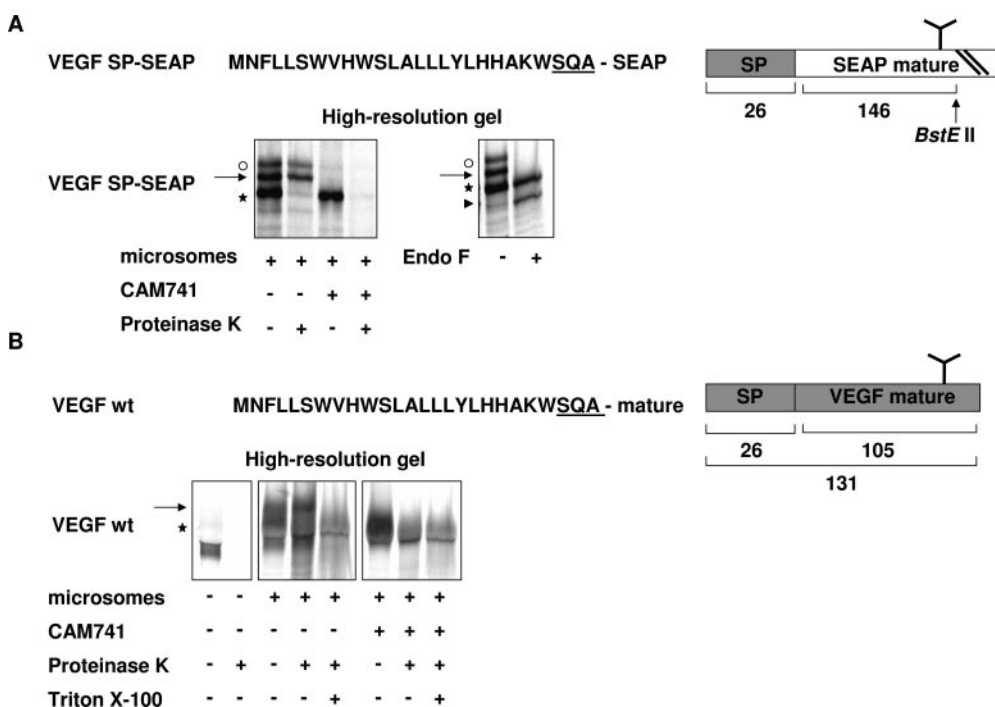 A
VEGF SP-SEAP MNFLLSWVHWSLALLLYLHHAKWSQA - SEAP
SP SEAP mature
26 146
BstE II
High-resolution gel
VEGF SP-SEAP
microsomes + + + + Endo F - +
CAM741 - - + +
Proteinase K - + - +
B
VEGF wt MNFLLSWVHWSLALLLYLHHAKWSQA - mature
SP VEGF mature
26 105
131
High-resolution gel
VEGF wt
microsomes - - + + + + + +
CAM741 - - - - - + + +
Proteinase K - + - + + - + +
Triton X-100 - - - - + - - +